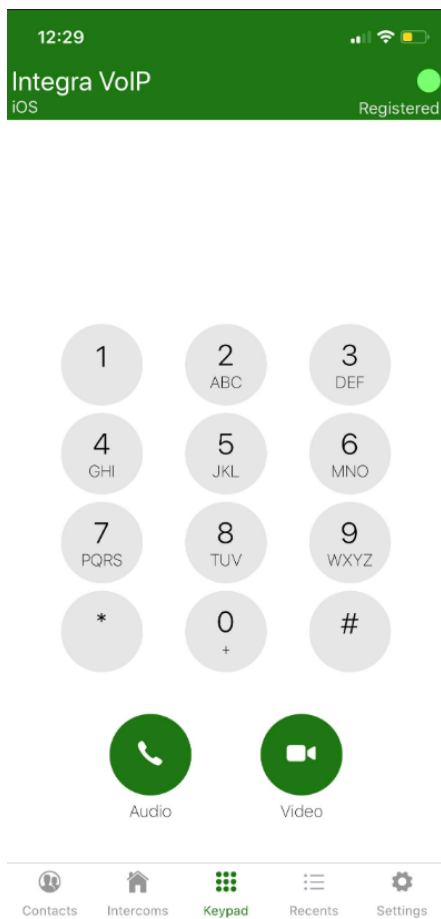 12:29
Integra VoIP
iOS
Registered
1 2 3
ABC DEF
4 5 6
GHI JKL MNO
7 8 9
PQRS TUV WXYZ
* 0 #
+
Audio Video
Contacts Intercoms Keypad Recents Settings